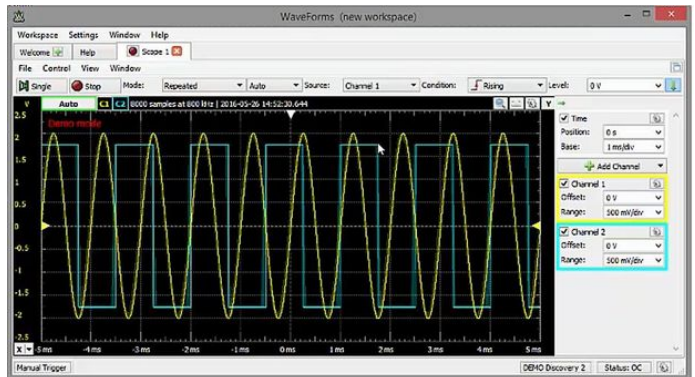 WaveForms (new workspace)
Workspace Settings Window Help
Welcome Help Scope 1
File Control View Window
Single Stop Mode: Repeated Auto Source: Channel 1 Condition: Rising Level: 0 V
V Auto C1 C2 8000 samples at 800 kHz | 2016-05-26 14:52:30.644 Y
Demo mode
2.5
2
1.5
1
0.5
0
-0.5
-1
-1.5
-2
-2.5
X -5 ms -4 ms -3 ms -2 ms -1 ms 0 ms 1 ms 2 ms 3 ms 4 ms 5 ms
Time
Position: 0 s
Base: 1 ms/div
Add Channel
Channel 1
Offset: 0 V
Range: 500 mV/div
Channel 2
Offset: 0 V
Range: 500 mV/div
Manual Trigger DEMO Discovery 2 Status: OC